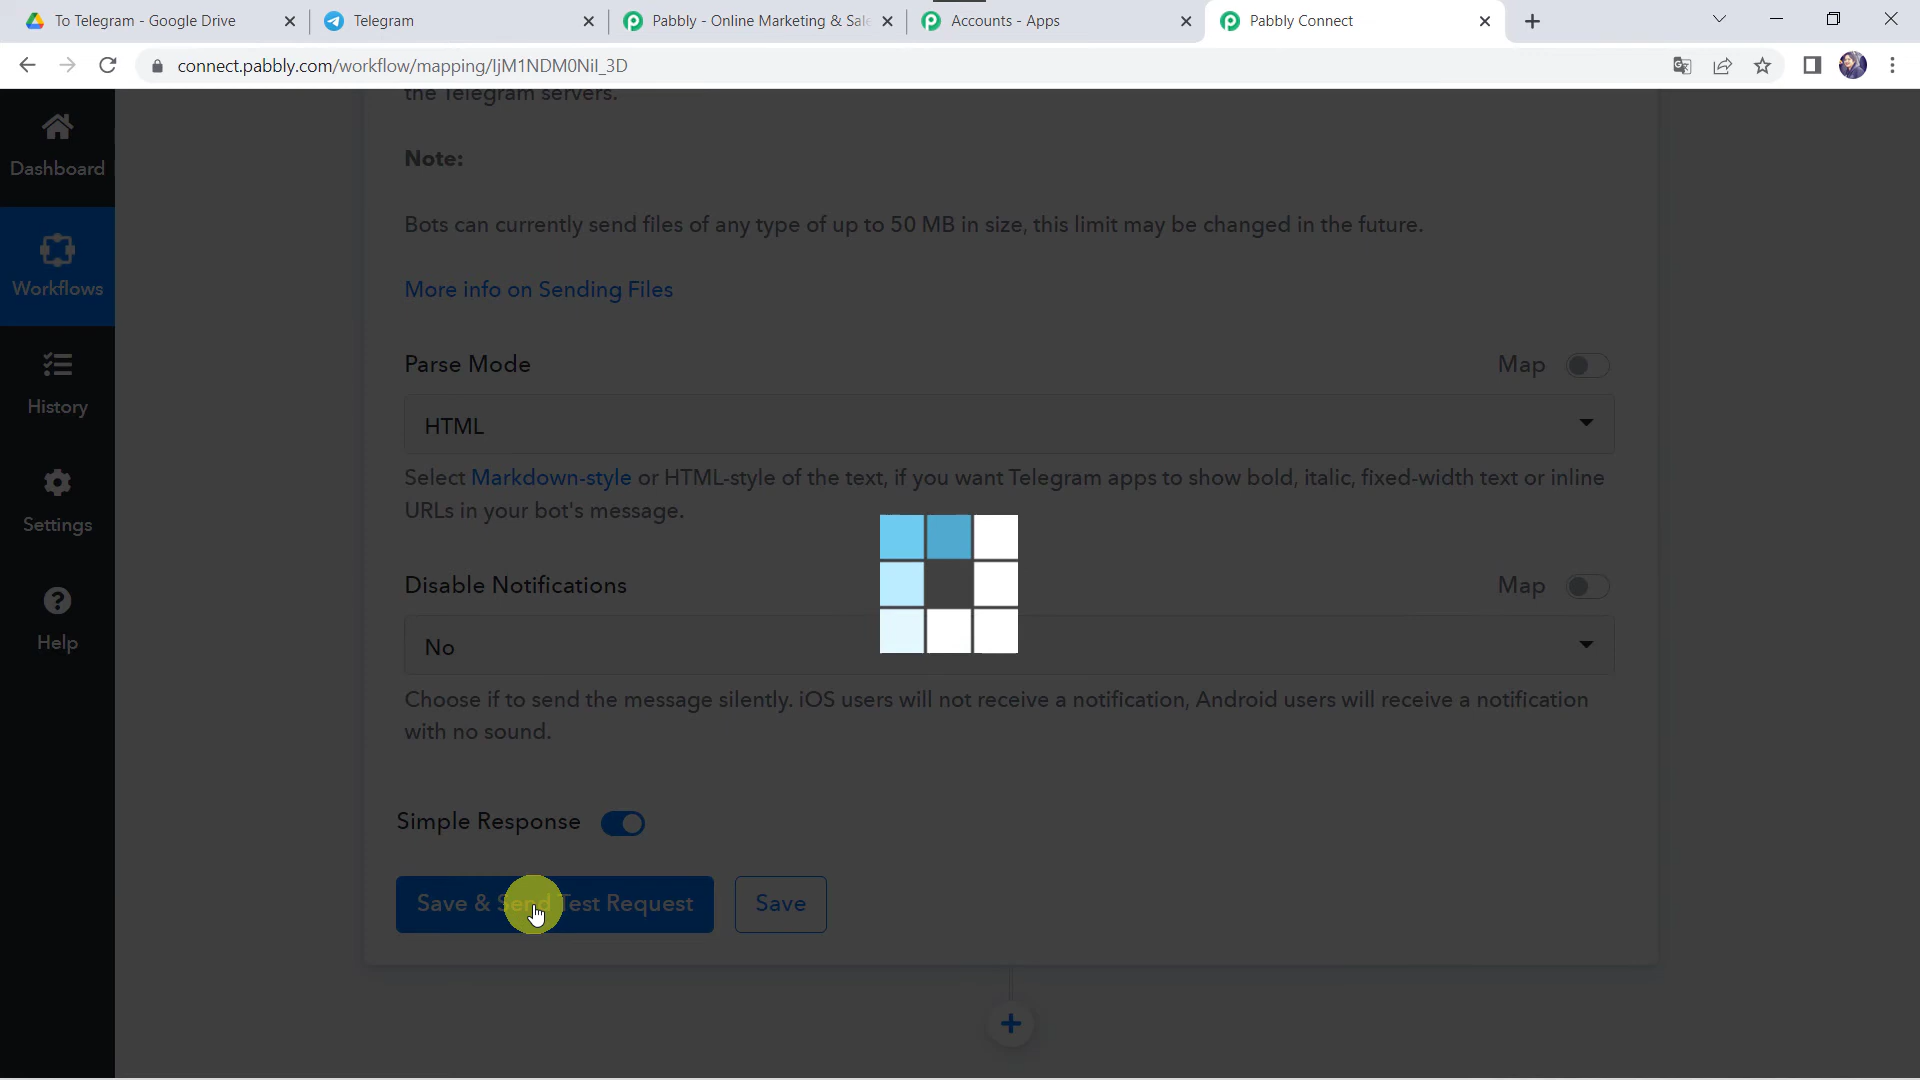 To Telegram - Google Drive
Telegram
Pabbly - Online Marketing & Sale
Accounts - Apps
Pabbly Connect
connect.pabbly.com/workflow/mapping/IjM1NDM0NiI_3D
the Telegram servers.
Dashboard
Note:
Bots can currently send files of any type of up to 50 MB in size, this limit may be changed in the future.
Workflows
More info on Sending Files
Parse Mode
Map
History
HTML
Select Markdown-style or HTML-style of the text, if you want Telegram apps to show bold, italic, fixed-width text or inline
URLs in your bot's message.
Settings
Disable Notifications
Map
Help
No
Choose if to send the message silently. iOS users will not receive a notification, Android users will receive a notification
with no sound.
Simple Response
Save & Send Test Request
Save